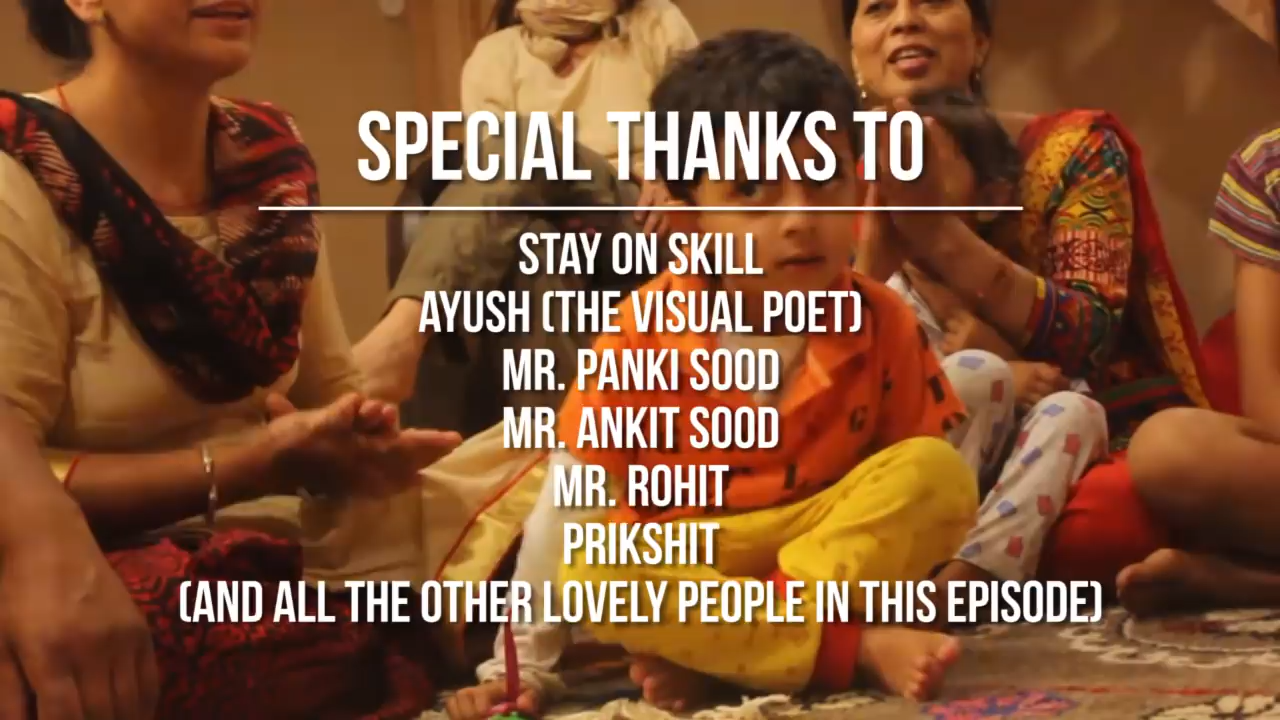 SPECIAL THANKS TO
STAY ON SKILL
AYUSH (THE VISUAL POET)
MR. PANKI SOOD
MR. ANKIT SOOD
MR. ROHIT
PRIKSHIT
(AND ALL THE OTHER LOVELY PEOPLE IN THIS EPISODE)